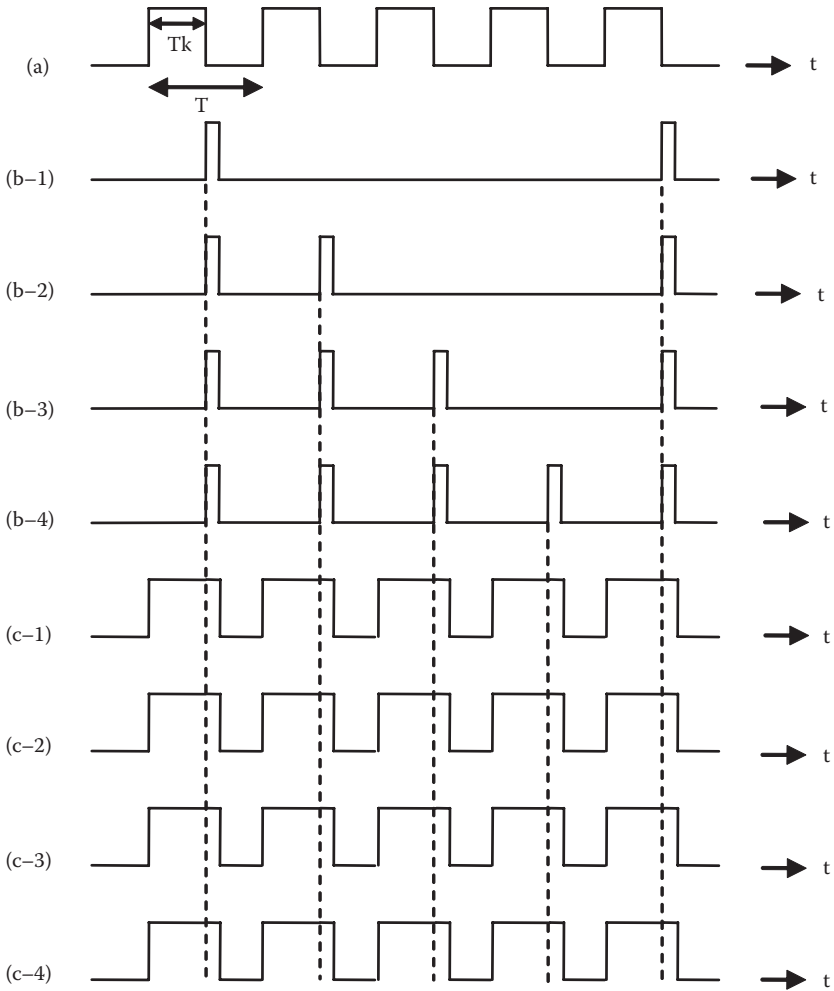 Tk
(a)
t
T
(b–1)
t
(b–2)
t
(b–3)
t
(b–4)
t
(c–1)
t
(c–2)
t
(c–3)
t
(c–4)
t